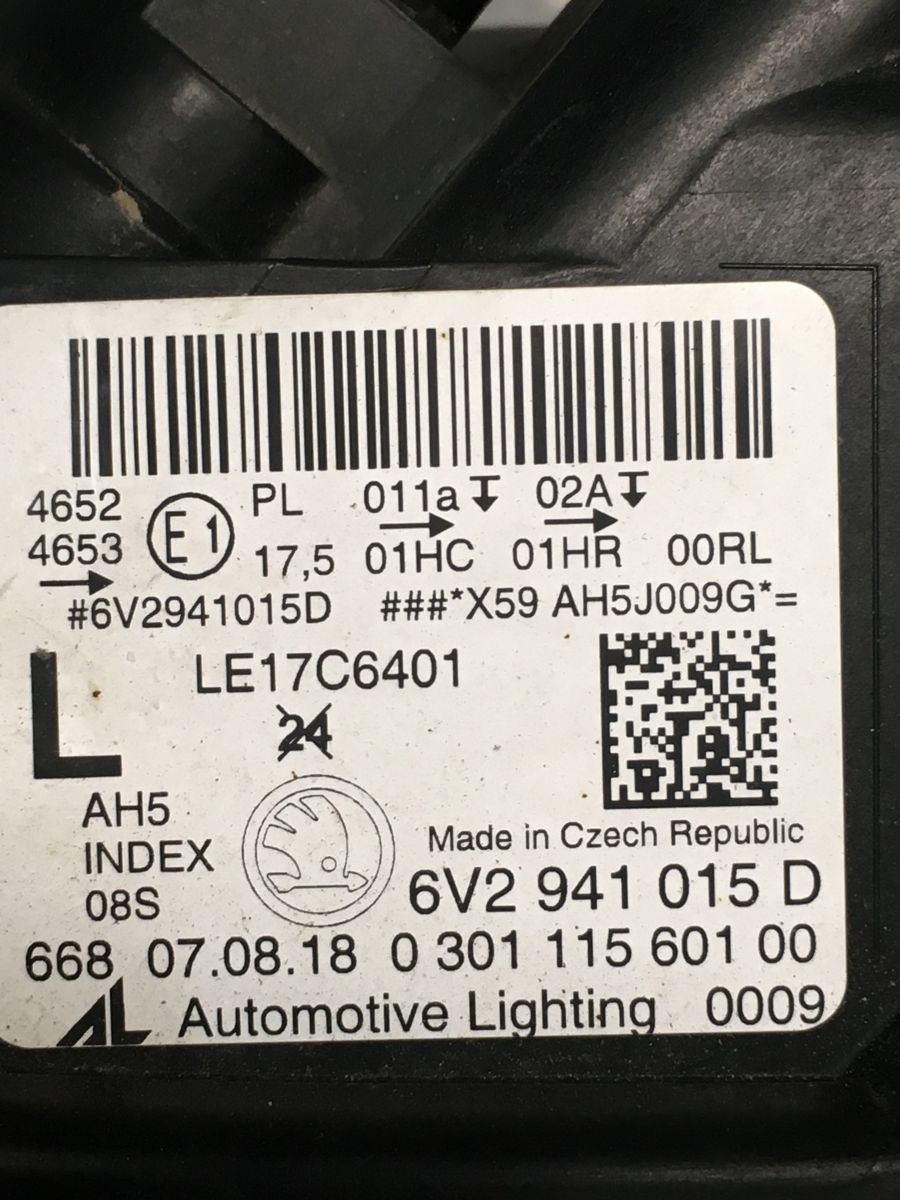 4652 E1 PL 011a 02A
4653 17,5 01HC 01HR 00RL
#6V2941015D ###*X59 AH5J009G*=
L LE17C6401
24
AH5
INDEX
08S
Made in Czech Republic
6V2 941 015 D
668 07.08.18 0 301 115 601 00
AL Automotive Lighting 0009